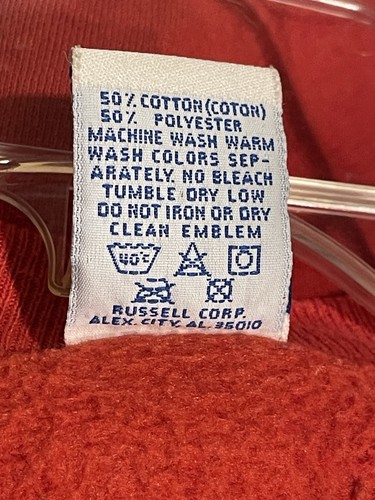 50% COTTON (COTON)
50% POLYESTER
MACHINE WASH WARM
WASH COLORS SEP-
ARATELY. NO BLEACH
TUMBLE DRY LOW
DO NOT IRON OR DRY
CLEAN EMBLEM
40°C
RUSSELL CORP.
ALEX. CITY, AL. 35010